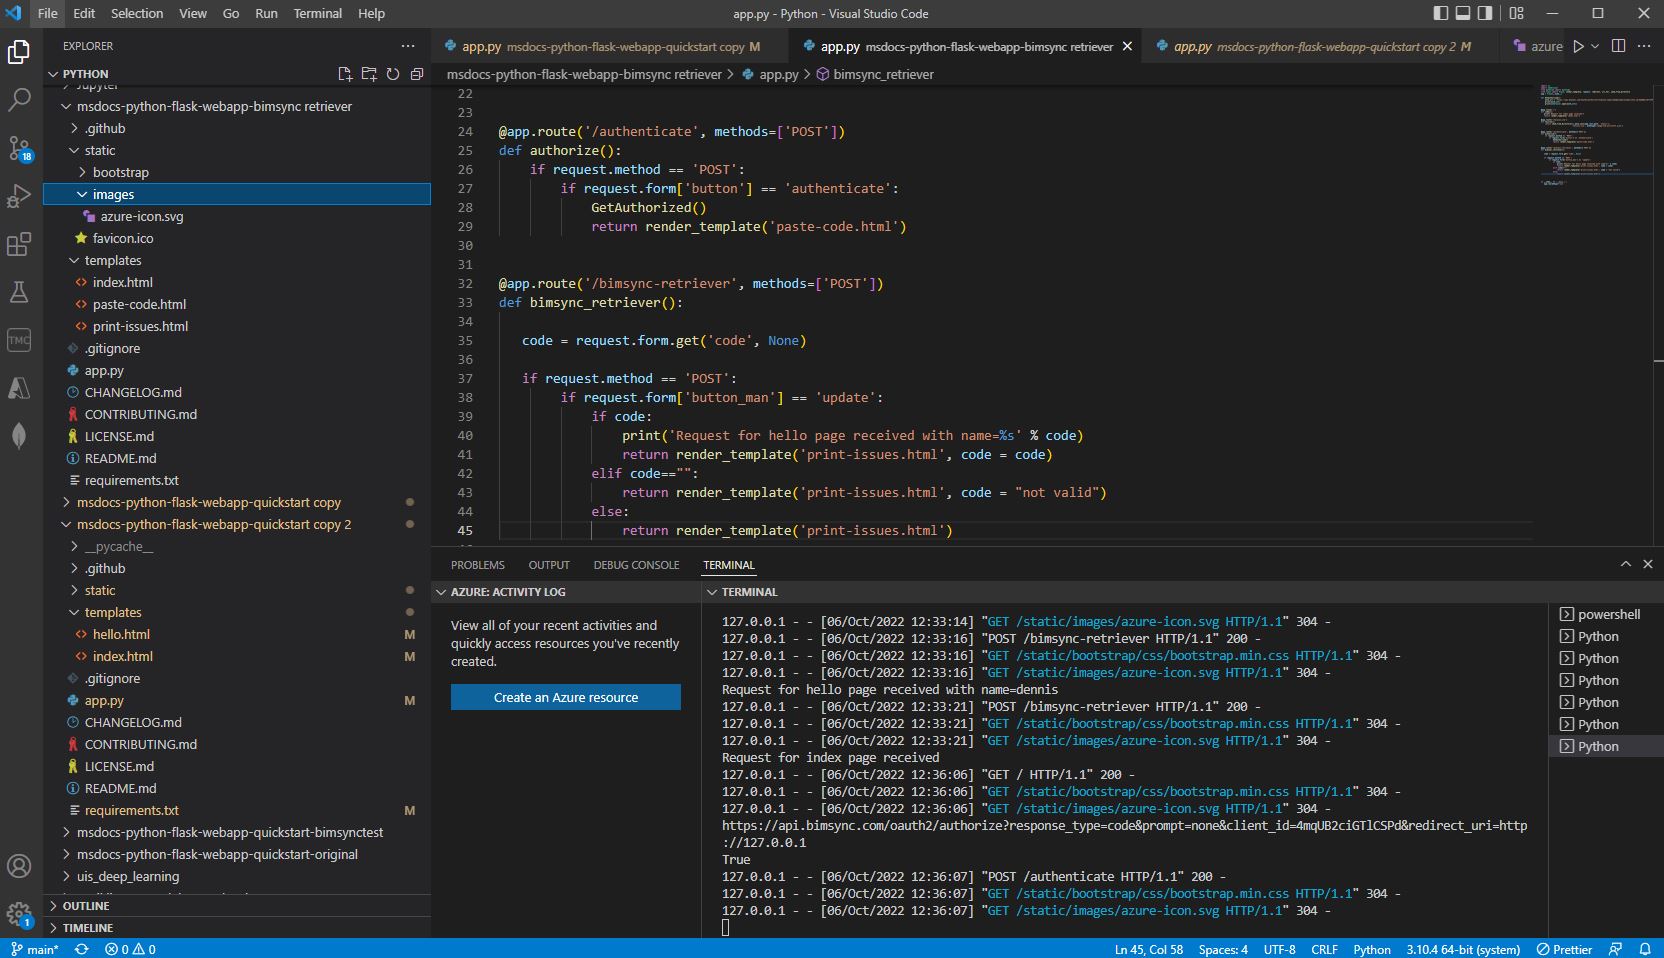 File Edit Selection View Go Run Terminal Help
app.py - Python - Visual Studio Code
EXPLORER
PYTHON
Jupyter
msdocs-python-flask-webapp-bimsync retriever
.github
static
bootstrap
images
azure-icon.svg
favicon.ico
templates
index.html
paste-code.html
print-issues.html
.gitignore
app.py
CHANGELOG.md
CONTRIBUTING.md
LICENSE.md
README.md
requirements.txt
msdocs-python-flask-webapp-quickstart copy
msdocs-python-flask-webapp-quickstart copy 2
__pycache__
.github
static
templates
hello.html M
index.html M
.gitignore
app.py M
CHANGELOG.md
CONTRIBUTING.md
LICENSE.md
README.md
requirements.txt M
msdocs-python-flask-webapp-quickstart-bimsynctest
msdocs-python-flask-webapp-quickstart-original
uis_deep_learning
OUTLINE
TIMELINE
18
TMC
1
app.py msdocs-python-flask-webapp-quickstart copy M
app.py msdocs-python-flask-webapp-bimsync retriever
app.py msdocs-python-flask-webapp-quickstart copy 2 M
azure
msdocs-python-flask-webapp-bimsync retriever > app.py > bimsync_retriever
22
23
24 @app.route('/authenticate', methods=['POST'])
25 def authorize():
26 if request.method == 'POST':
27 if request.form['button'] == 'authenticate':
28 GetAuthorized()
29 return render_template('paste-code.html')
30
31
32 @app.route('/bimsync-retriever', methods=['POST'])
33 def bimsync_retriever():
34
35 code = request.form.get('code', None)
36
37 if request.method == 'POST':
38 if request.form['button_man'] == 'update':
39 if code:
40 print('Request for hello page received with name=%s' % code)
41 return render_template('print-issues.html', code = code)
42 elif code=="":
43 return render_template('print-issues.html', code = "not valid")
44 else:
45 return render_template('print-issues.html')
PROBLEMS OUTPUT DEBUG CONSOLE TERMINAL
AZURE: ACTIVITY LOG
View all of your recent activities and
quickly access resources you've recently
created.
Create an Azure resource
TERMINAL
127.0.0.1 - - [06/Oct/2022 12:33:14] "GET /static/images/azure-icon.svg HTTP/1.1" 304 -
127.0.0.1 - - [06/Oct/2022 12:33:16] "POST /bimsync-retriever HTTP/1.1" 200 -
127.0.0.1 - - [06/Oct/2022 12:33:16] "GET /static/bootstrap/css/bootstrap.min.css HTTP/1.1" 304 -
127.0.0.1 - - [06/Oct/2022 12:33:16] "GET /static/images/azure-icon.svg HTTP/1.1" 304 -
Request for hello page received with name=dennis
127.0.0.1 - - [06/Oct/2022 12:33:21] "POST /bimsync-retriever HTTP/1.1" 200 -
127.0.0.1 - - [06/Oct/2022 12:33:21] "GET /static/bootstrap/css/bootstrap.min.css HTTP/1.1" 304 -
127.0.0.1 - - [06/Oct/2022 12:33:21] "GET /static/images/azure-icon.svg HTTP/1.1" 304 -
Request for index page received
127.0.0.1 - - [06/Oct/2022 12:36:06] "GET / HTTP/1.1" 200 -
127.0.0.1 - - [06/Oct/2022 12:36:06] "GET /static/bootstrap/css/bootstrap.min.css HTTP/1.1" 304 -
127.0.0.1 - - [06/Oct/2022 12:36:06] "GET /static/images/azure-icon.svg HTTP/1.1" 304 -
https://api.bimsync.com/oauth2/authorize?response_type=code&prompt=none&client_id=4mqUB2ciGTlCSPd&redirect_uri=http
://127.0.0.1
True
127.0.0.1 - - [06/Oct/2022 12:36:07] "POST /authenticate HTTP/1.1" 200 -
127.0.0.1 - - [06/Oct/2022 12:36:07] "GET /static/bootstrap/css/bootstrap.min.css HTTP/1.1" 304 -
127.0.0.1 - - [06/Oct/2022 12:36:07] "GET /static/images/azure-icon.svg HTTP/1.1" 304 -
powershell
Python
Python
Python
Python
Python
Python
main* 0 0
Ln 45, Col 58 Spaces: 4 UTF-8 CRLF Python 3.10.4 64-bit (system) Prettier